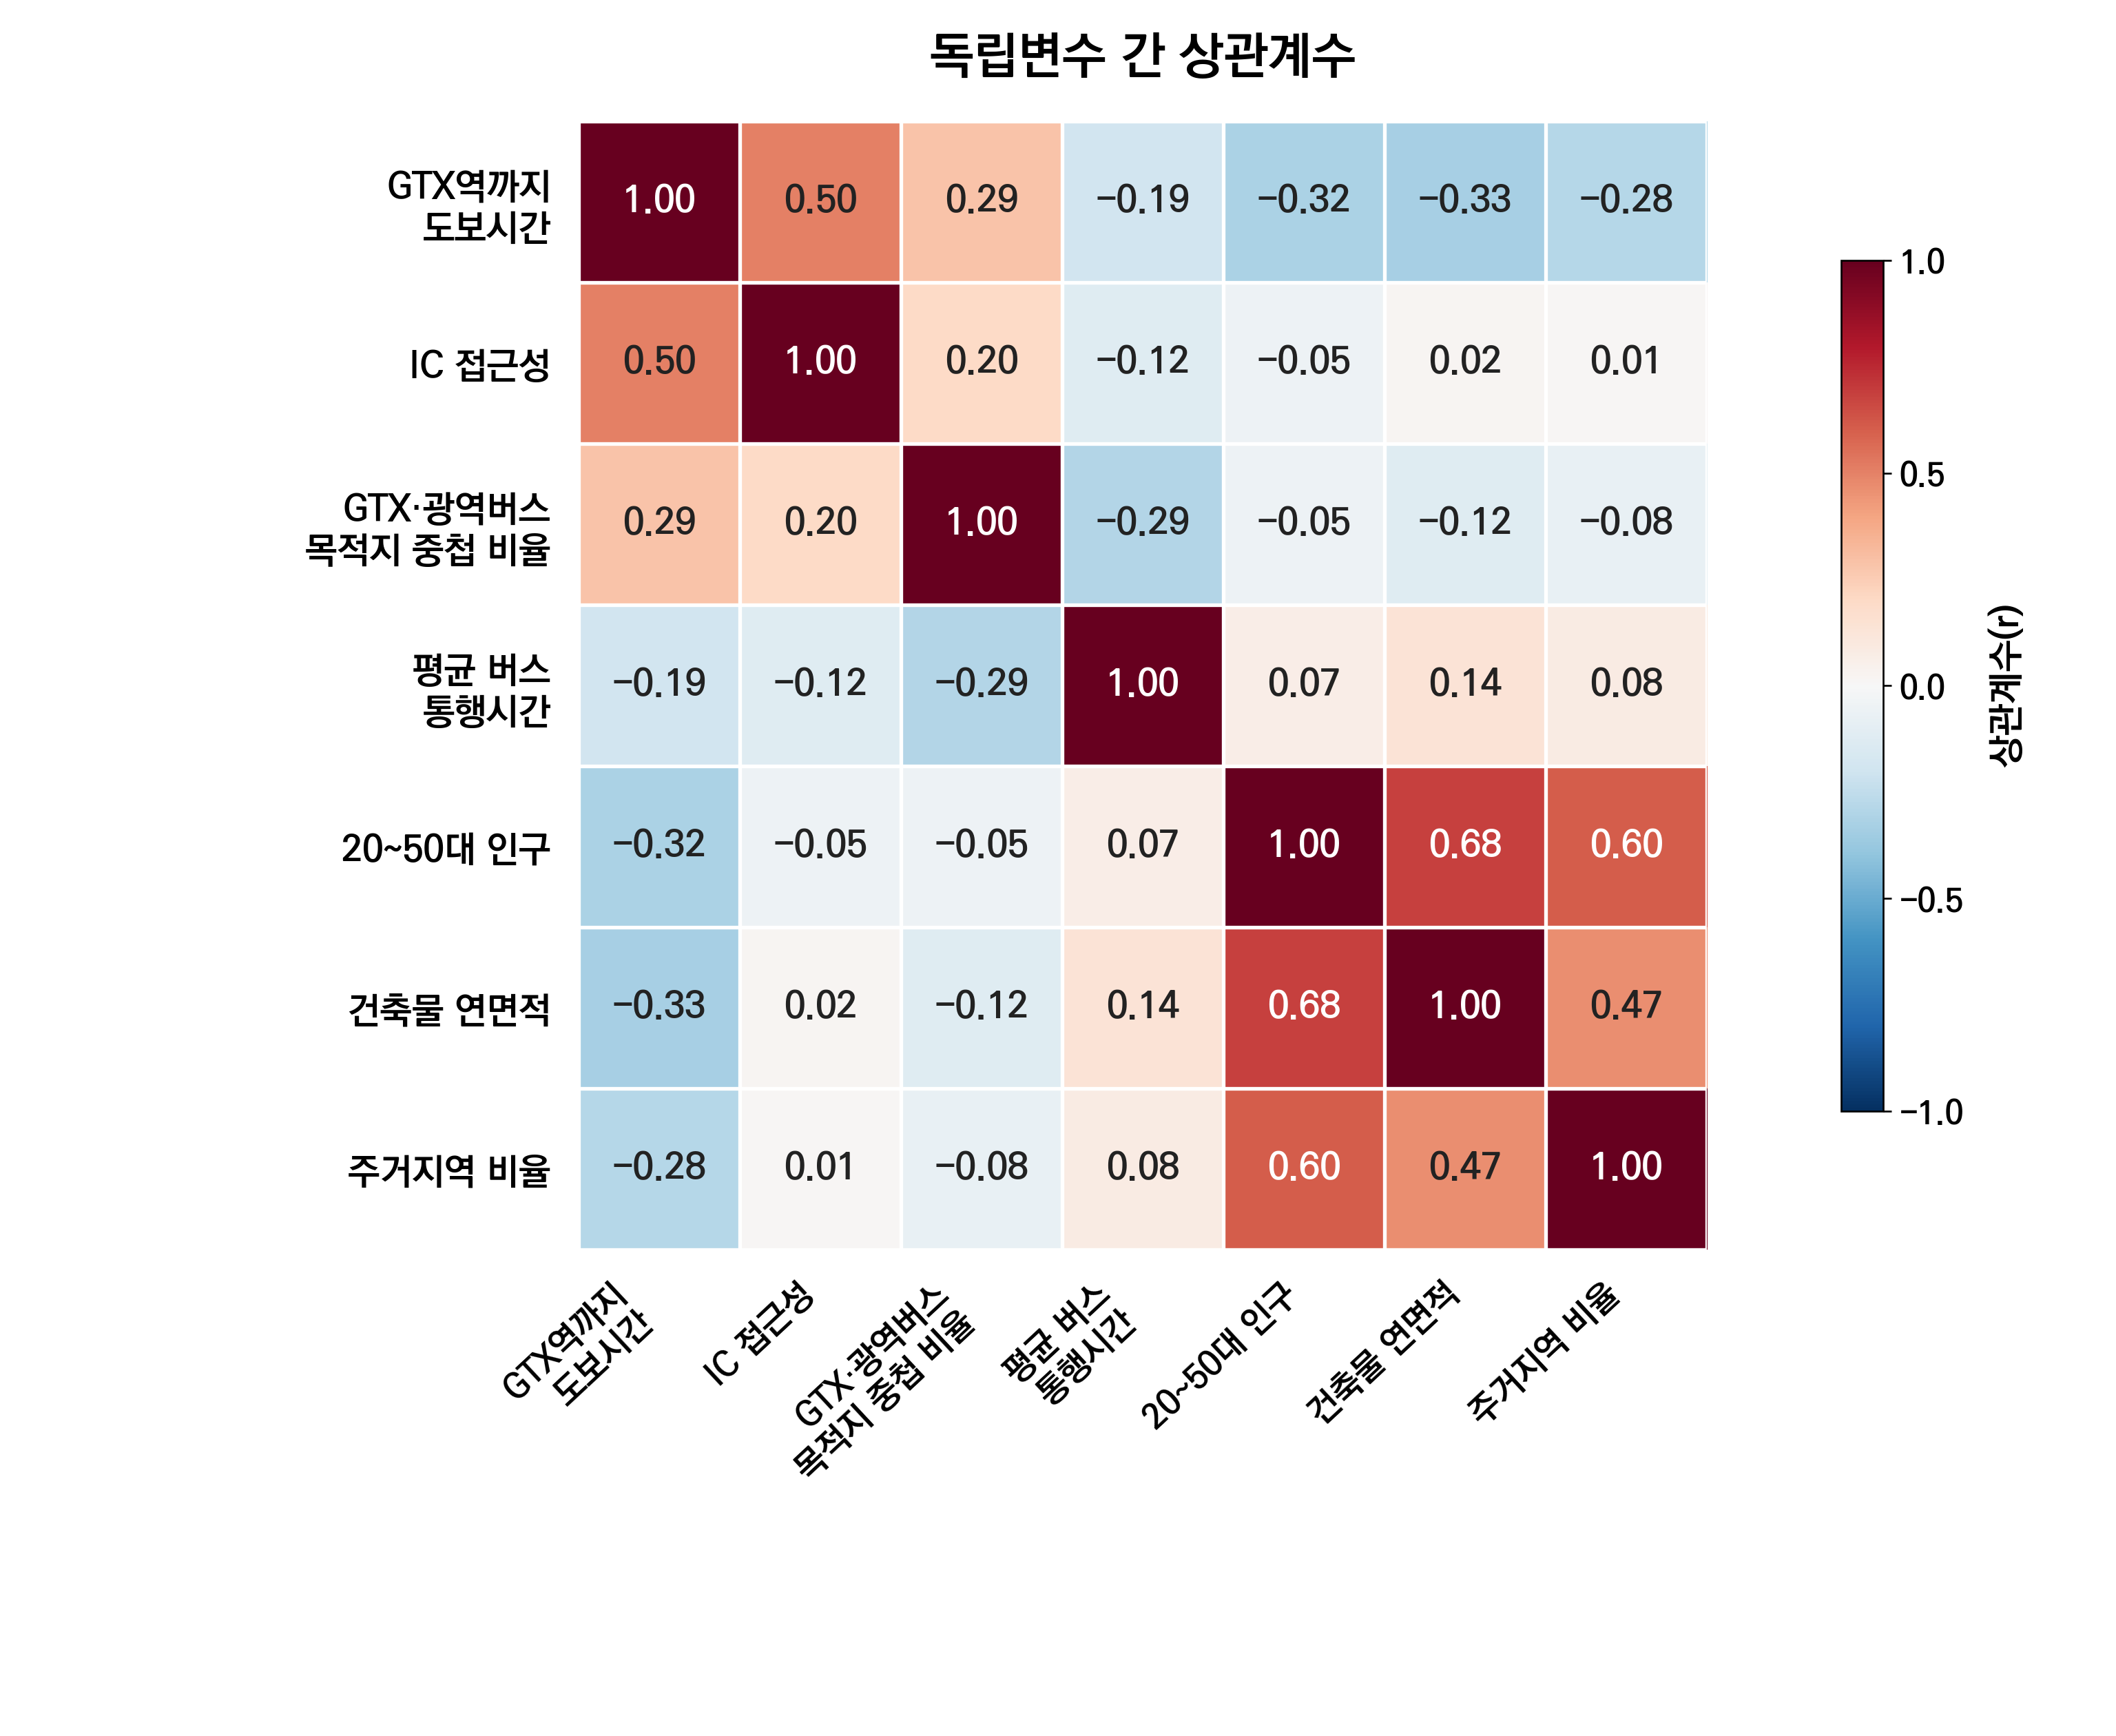 독립변수 간 상관계수
GTX역까지
도보시간
1.00 0.50 0.29 −0.19 −0.32 −0.33 −0.28
IC 접근성
0.50 1.00 0.20 −0.12 −0.05 0.02 0.01
GTX·광역버스
목적지 중첩 비율
0.29 0.20 1.00 −0.29 −0.05 −0.12 −0.08
평균 버스
통행시간
−0.19 −0.12 −0.29 1.00 0.07 0.14 0.08
20~50대 인구
−0.32 −0.05 −0.05 0.07 1.00 0.68 0.60
건축물 연면적
−0.33 0.02 −0.12 0.14 0.68 1.00 0.47
주거지역 비율
−0.28 0.01 −0.08 0.08 0.60 0.47 1.00
GTX역까지
도보시간
IC 접근성
GTX·광역버스
목적지 중첩 비율
평균 버스
통행시간
20~50대 인구
건축물 연면적
주거지역 비율
1.0
0.5
0.0
−0.5
−1.0
상관계수(r)